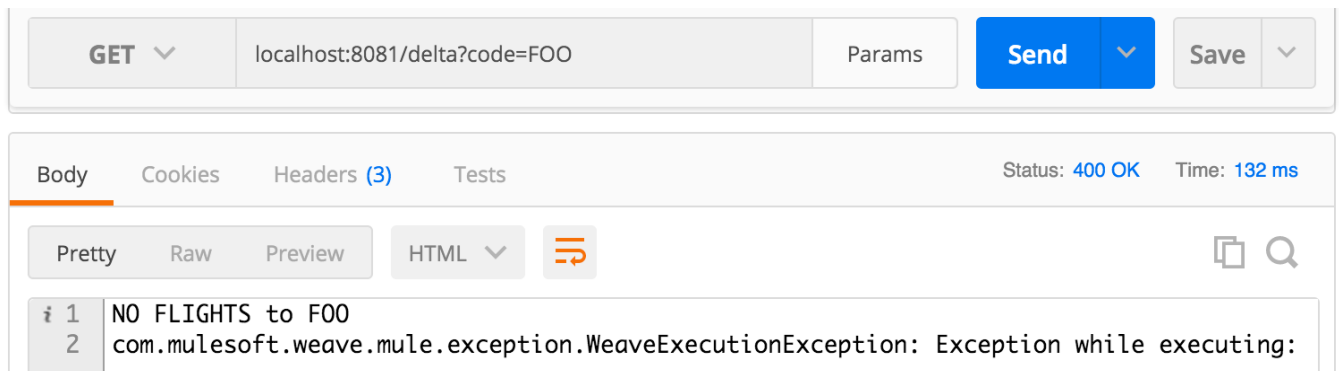 GET localhost:8081/delta?code=FOO Params Send Save
Body Cookies Headers (3) Tests Status: 400 OK Time: 132 ms
Pretty Raw Preview HTML
i 1 NO FLIGHTS to FOO
2 com.mulesoft.weave.mule.exception.WeaveExecutionException: Exception while executing: